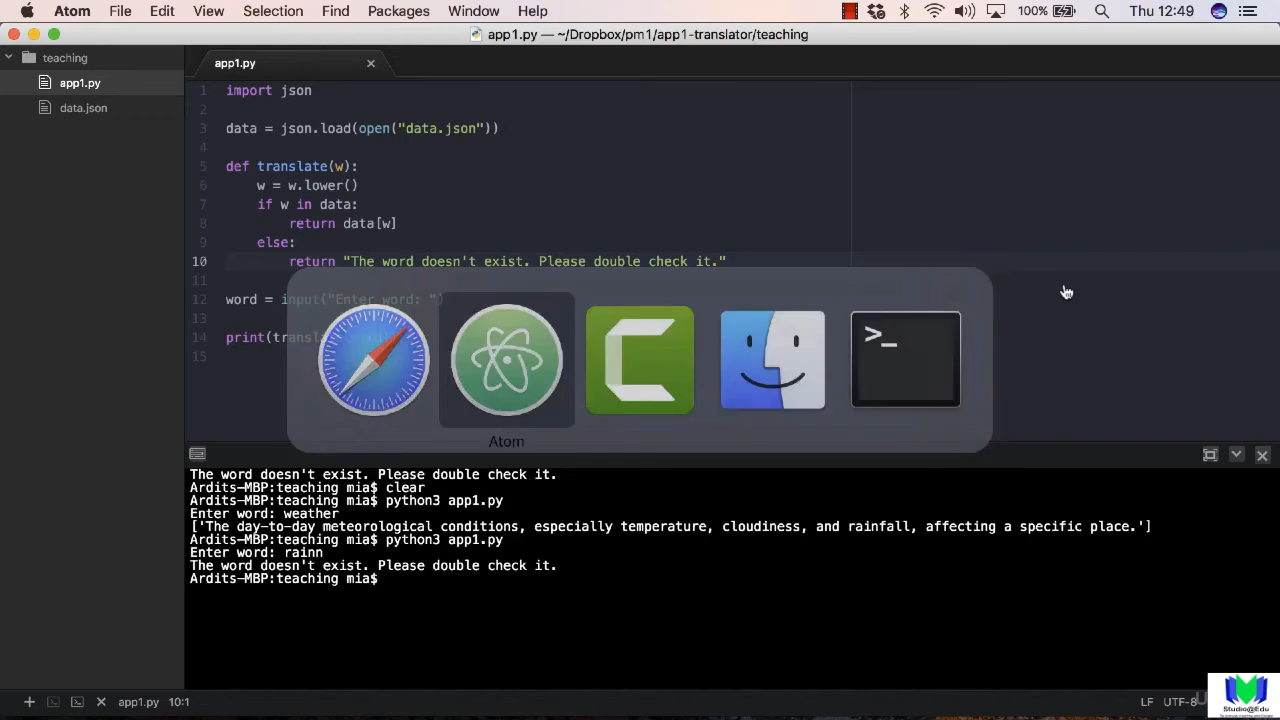 Atom File Edit View Selection Find Packages Window Help 100% Thu 12:49
app1.py — ~/Dropbox/pm1/app1-translator/teaching
teaching
app1.py
data.json
app1.py
1 import json
2
3 data = json.load(open("data.json"))
4
5 def translate(w):
6 w = w.lower()
7 if w in data:
8 return data[w]
9 else:
10 return "The word doesn't exist. Please double check it."
11
12 word = input("Enter word: ")
13
14 print(trans
15
>_
Atom
The word doesn't exist. Please double check it.
Ardits-MBP:teaching mia$ clear
Ardits-MBP:teaching mia$ python3 app1.py
Enter word: weather
['The day-to-day meteorological conditions, especially temperature, cloudiness, and rainfall, affecting a specific place.']
Ardits-MBP:teaching mia$ python3 app1.py
Enter word: rainn
The word doesn't exist. Please double check it.
Ardits-MBP:teaching mia$
app1.py 10:1 LF UTF-8
Studio@Edu